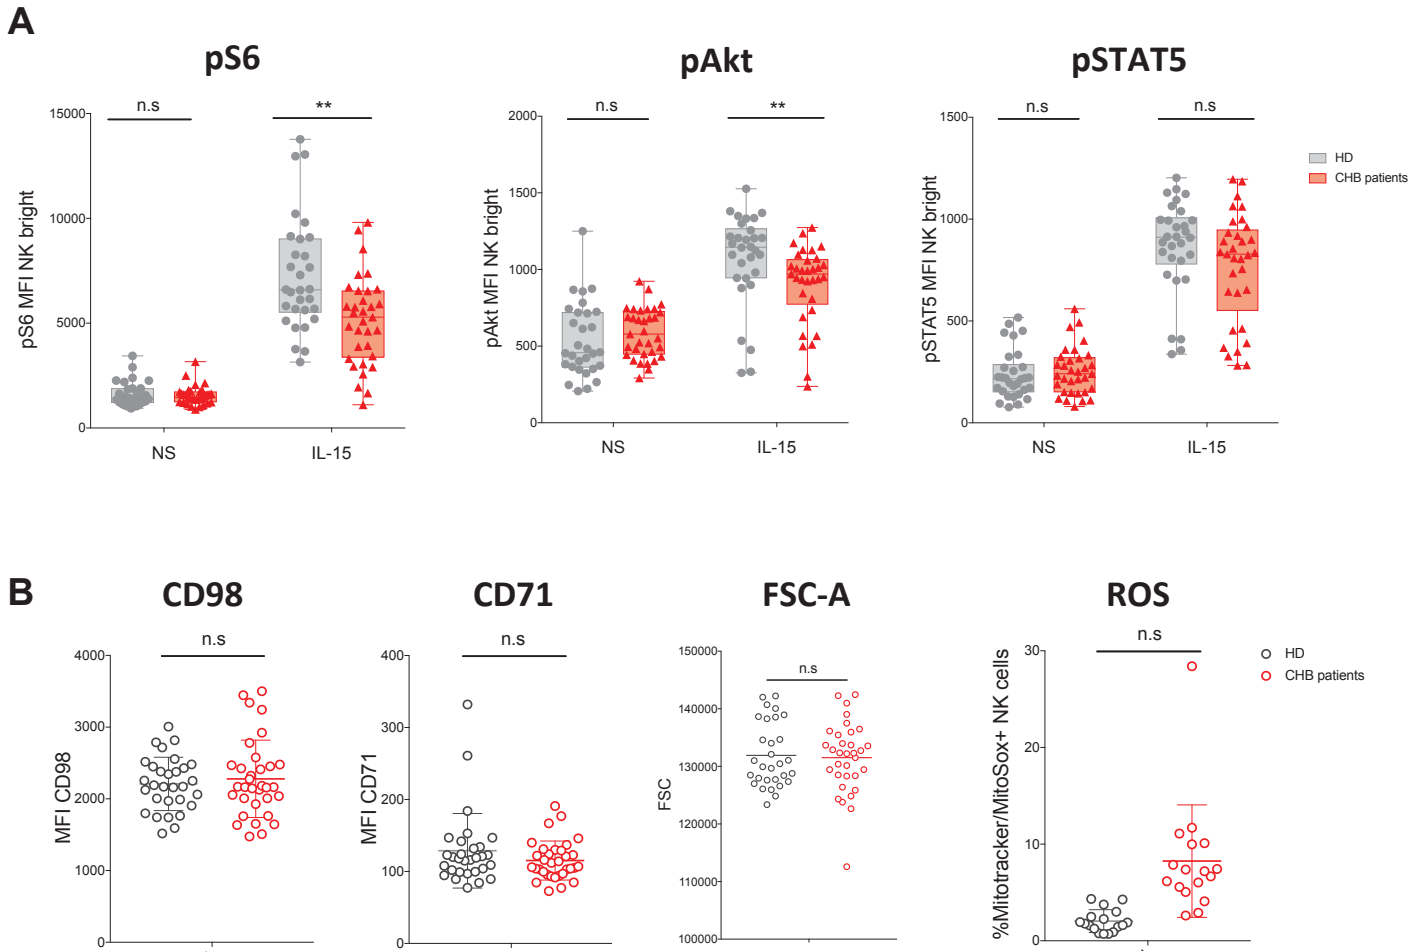 A
pS6
pAkt
pSTAT5
n.s
**
n.s
**
n.s
n.s
15000
10000
5000
0
pS6 MFI NK bright
NS
IL-15
2000
1500
1000
500
0
pAkt MFI NK bright
NS
IL-15
1500
1000
500
0
pSTAT5 MFI NK bright
NS
IL-15
HD
CHB patients
B
CD98
CD71
FSC-A
ROS
n.s
n.s
n.s
n.s
4000
3000
2000
1000
0
MFI CD98
400
300
200
100
0
MFI CD71
150000
140000
130000
120000
110000
100000
FSC
30
20
10
0
%Mitotracker/MitoSox+ NK cells
HD
CHB patients